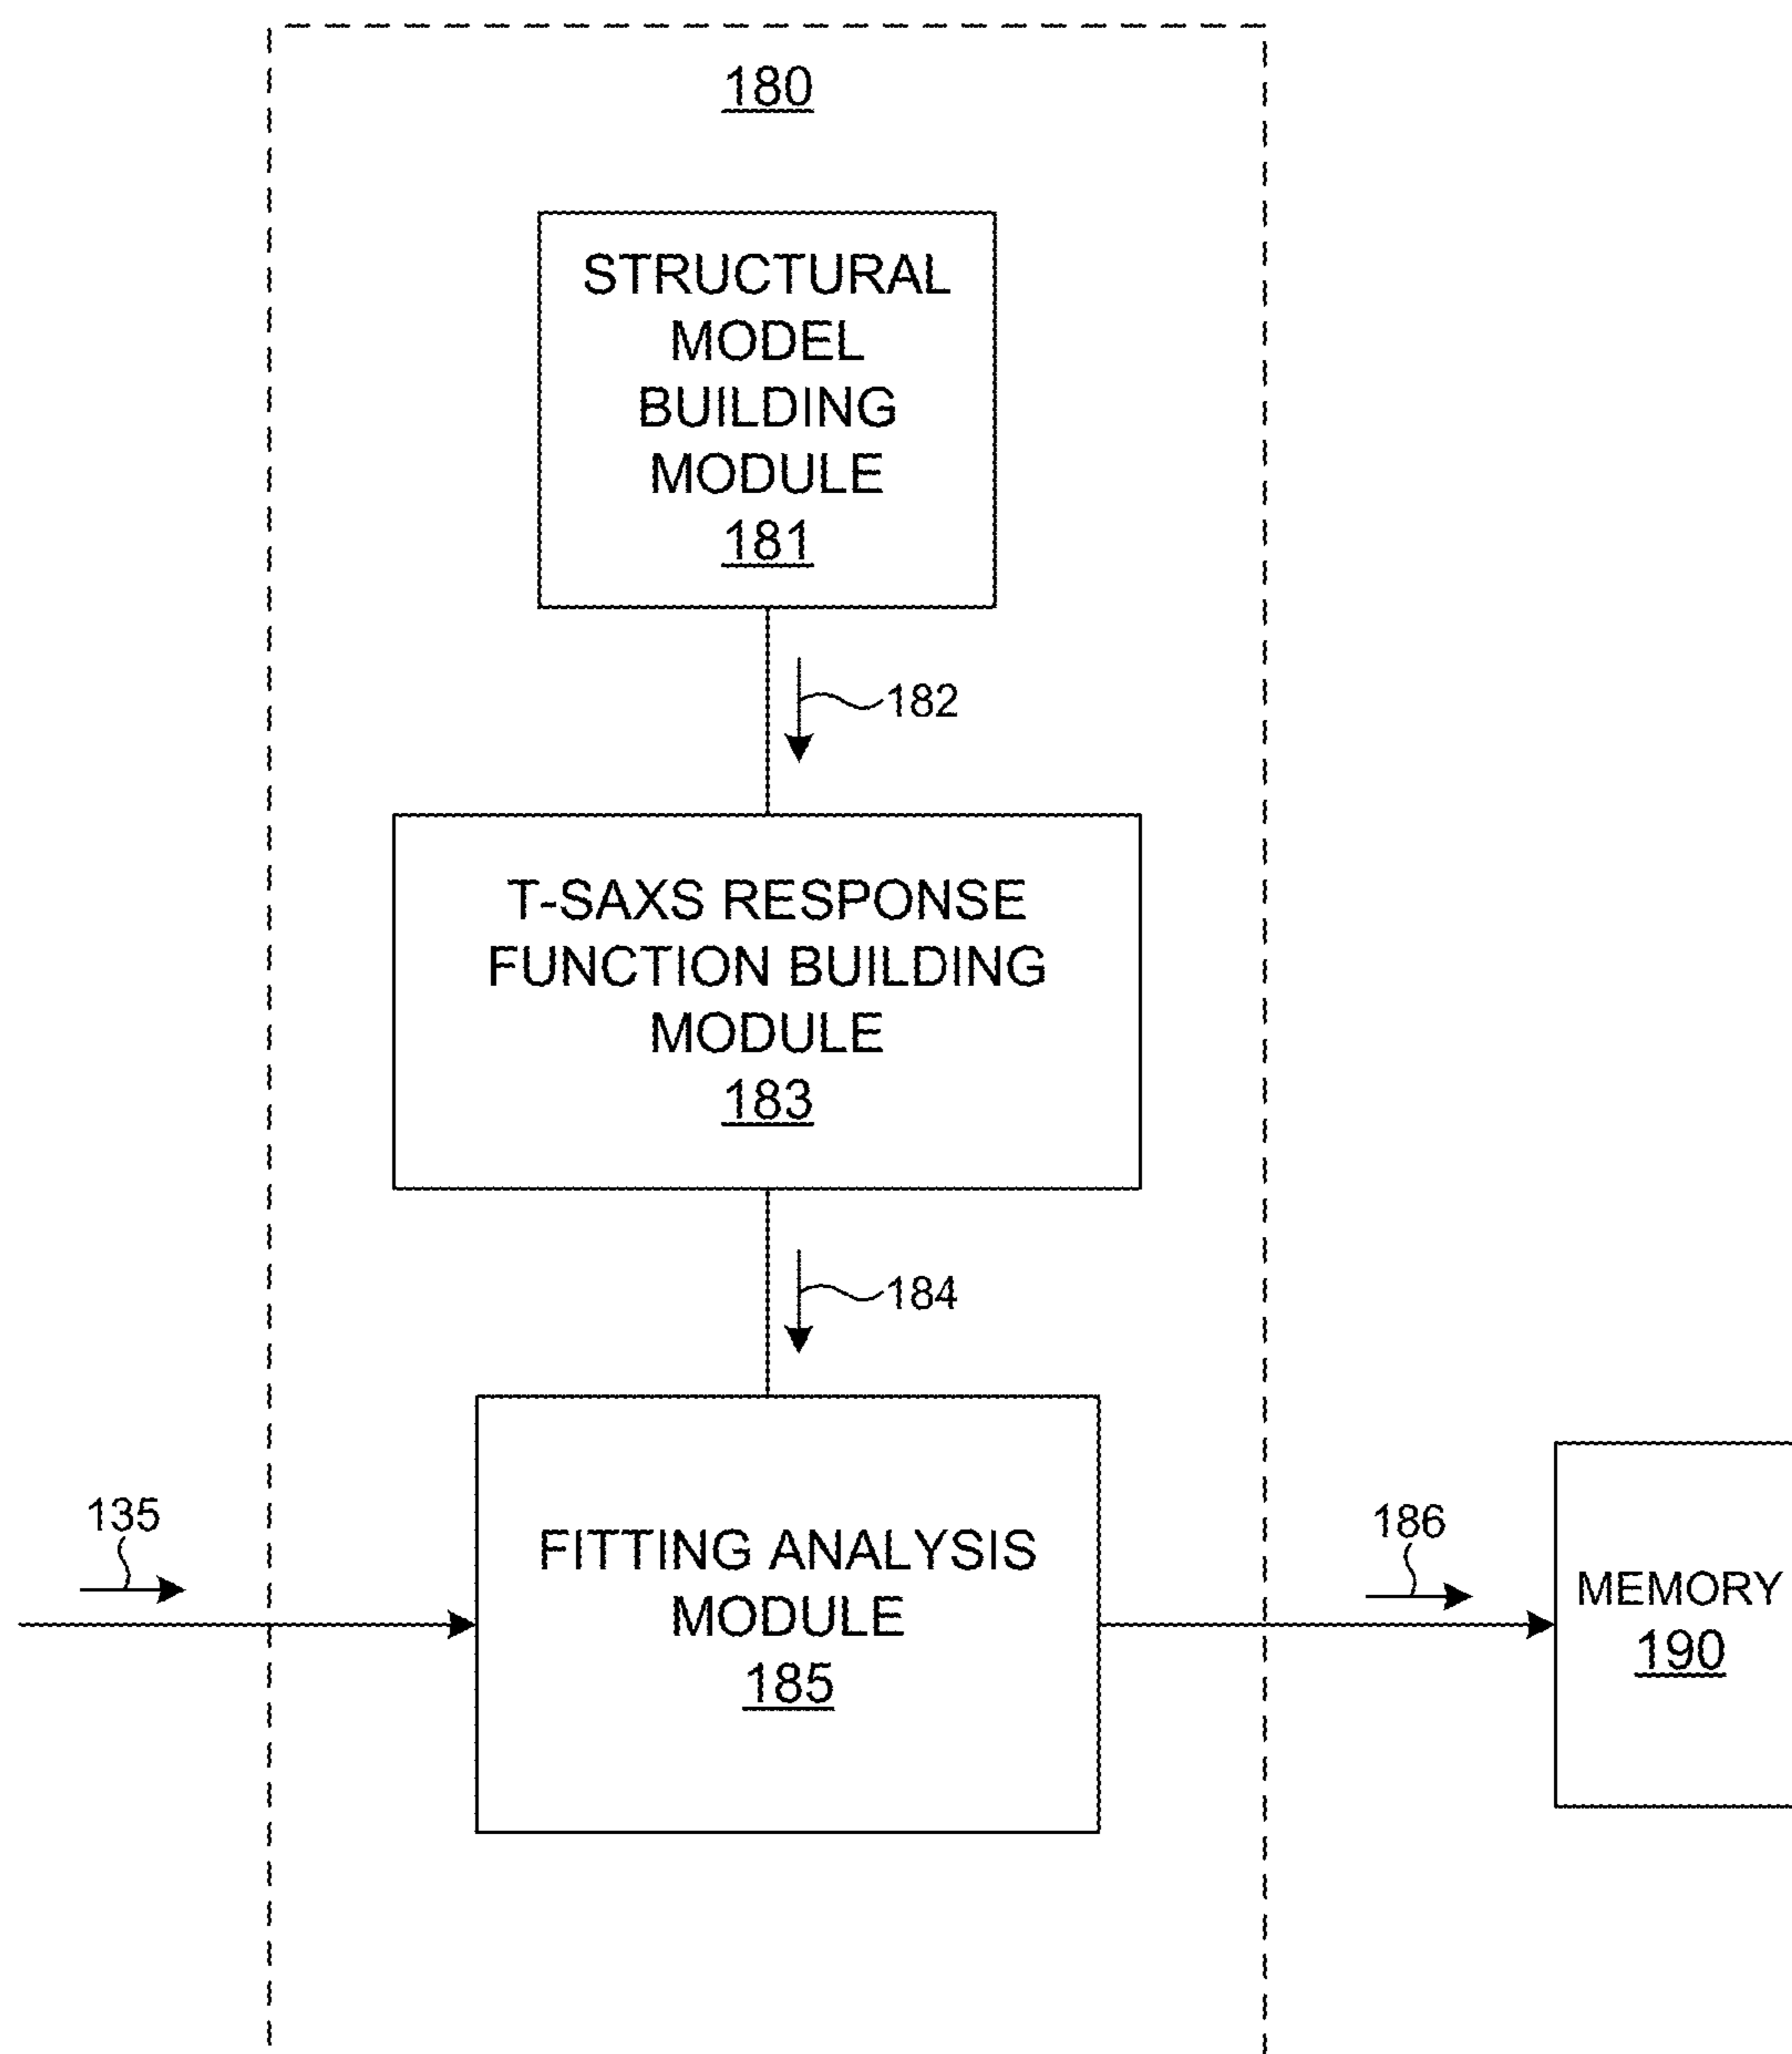 180
STRUCTURAL
MODEL
BUILDING
MODULE
181
182
T-SAXS RESPONSE
FUNCTION BUILDING
MODULE
183
184
135
FITTING ANALYSIS
MODULE
185
186
MEMORY
190